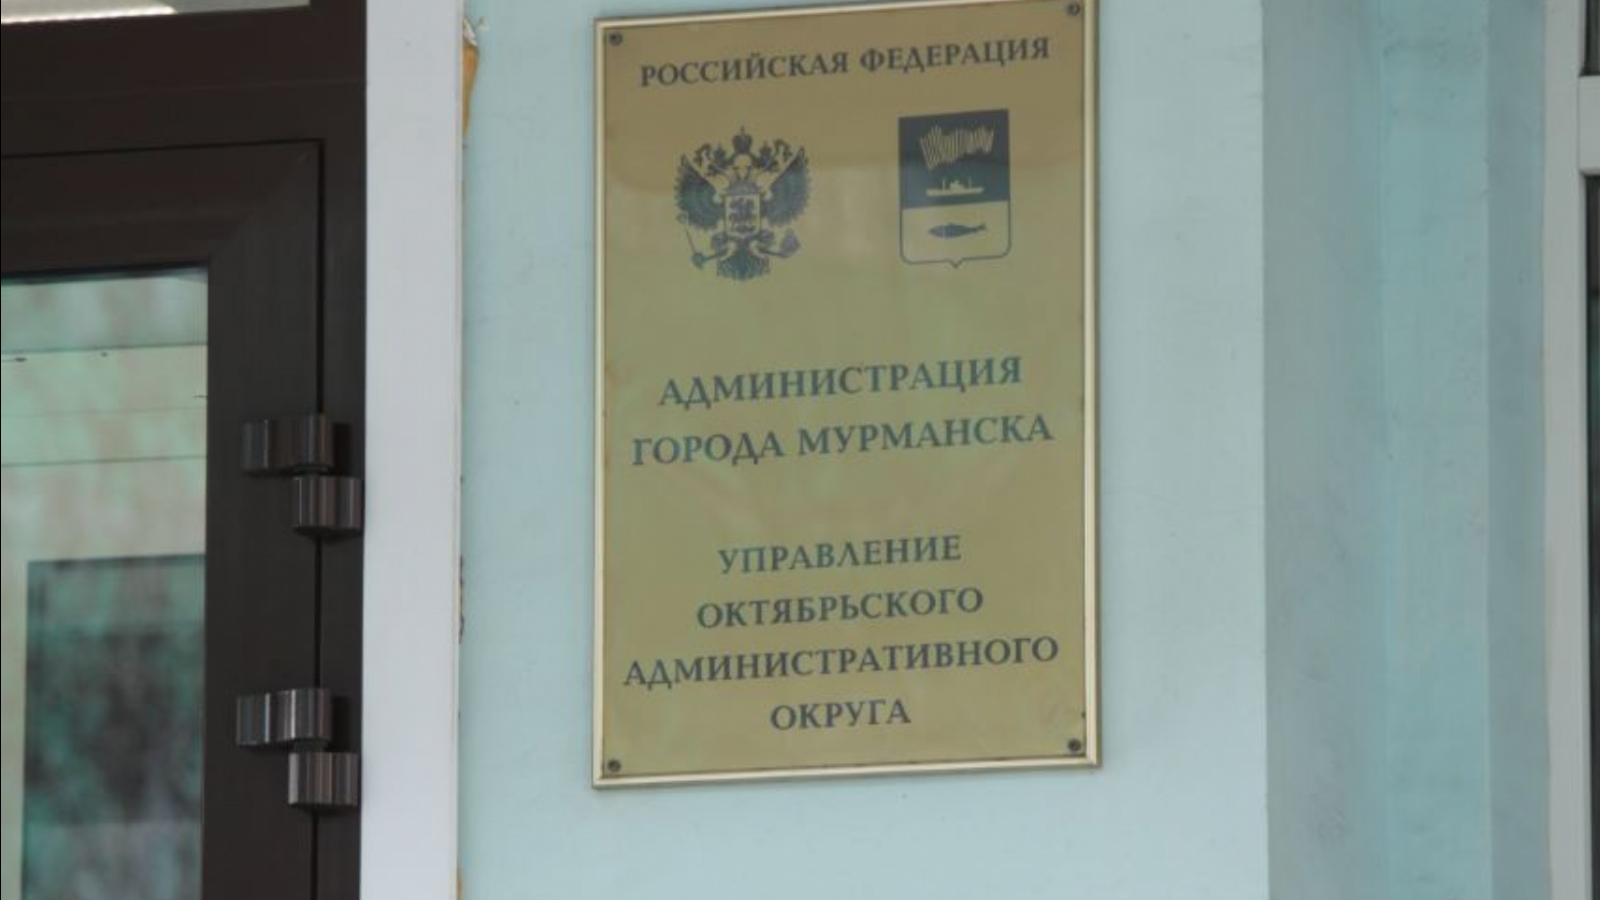 РОССИЙСКАЯ ФЕДЕРАЦИЯ
АДМИНИСТРАЦИЯ
ГОРОДА МУРМАНСКА
УПРАВЛЕНИЕ
ОКТЯБРЬСКОГО
АДМИНИСТРАТИВНОГО
ОКРУГА